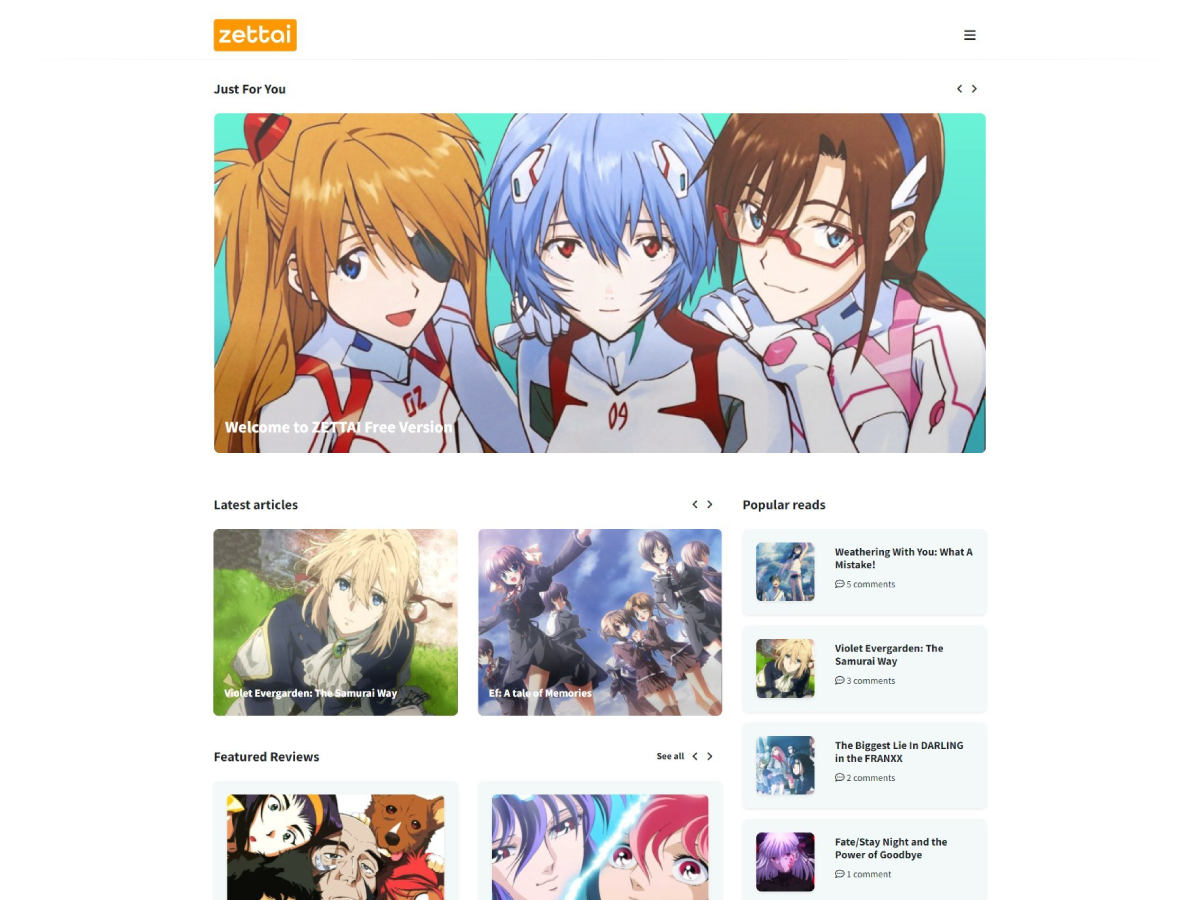 zettai
Just For You
02
09
Welcome to ZETTAI Free Version
Latest articles
Violet Evergarden: The Samurai Way
Ef: A tale of Memories
Featured Reviews
See all
Popular reads
Weathering With You: What A
Mistake!
5 comments
Violet Evergarden: The
Samurai Way
3 comments
The Biggest Lie In DARLING
in the FRANXX
2 comments
Fate/Stay Night and the
Power of Goodbye
1 comment